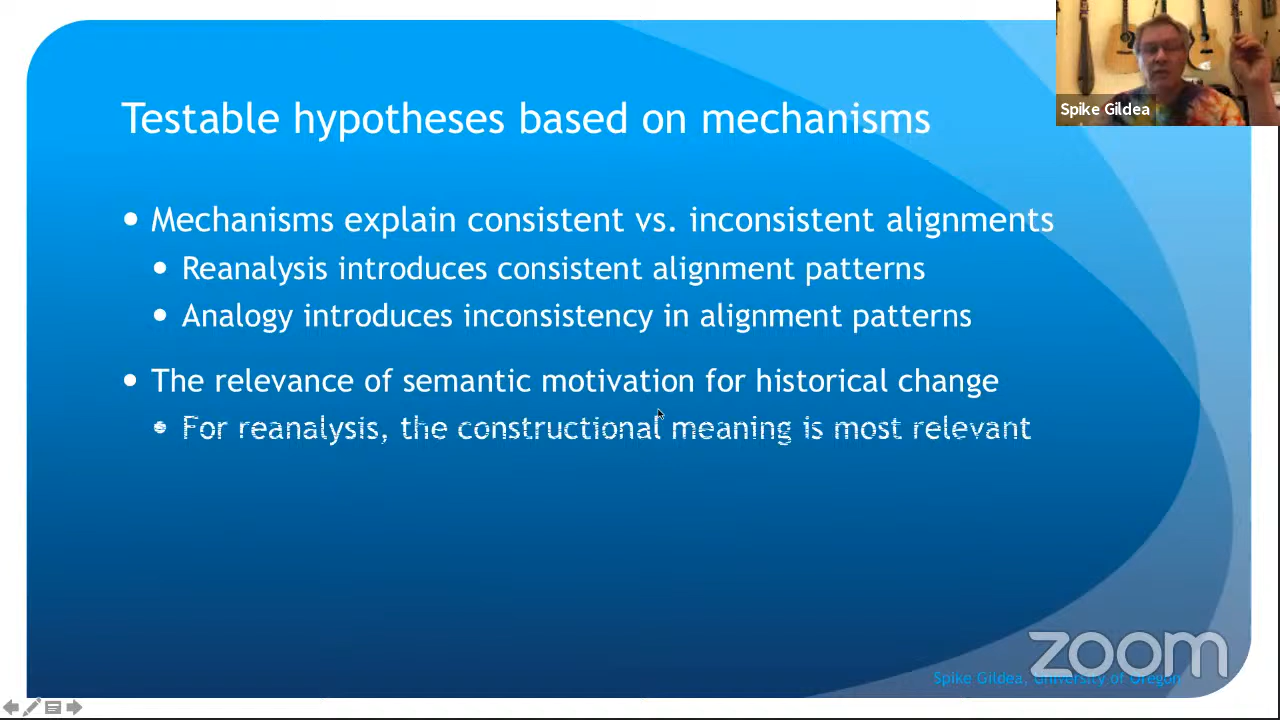 Spike Gildea
Testable hypotheses based on mechanisms
• Mechanisms explain consistent vs. inconsistent alignments
• Reanalysis introduces consistent alignment patterns
• Analogy introduces inconsistency in alignment patterns
• The relevance of semantic motivation for historical change
• For reanalysis, the constructional meaning is most relevant
zoom
Spike Gildea, University of Oregon